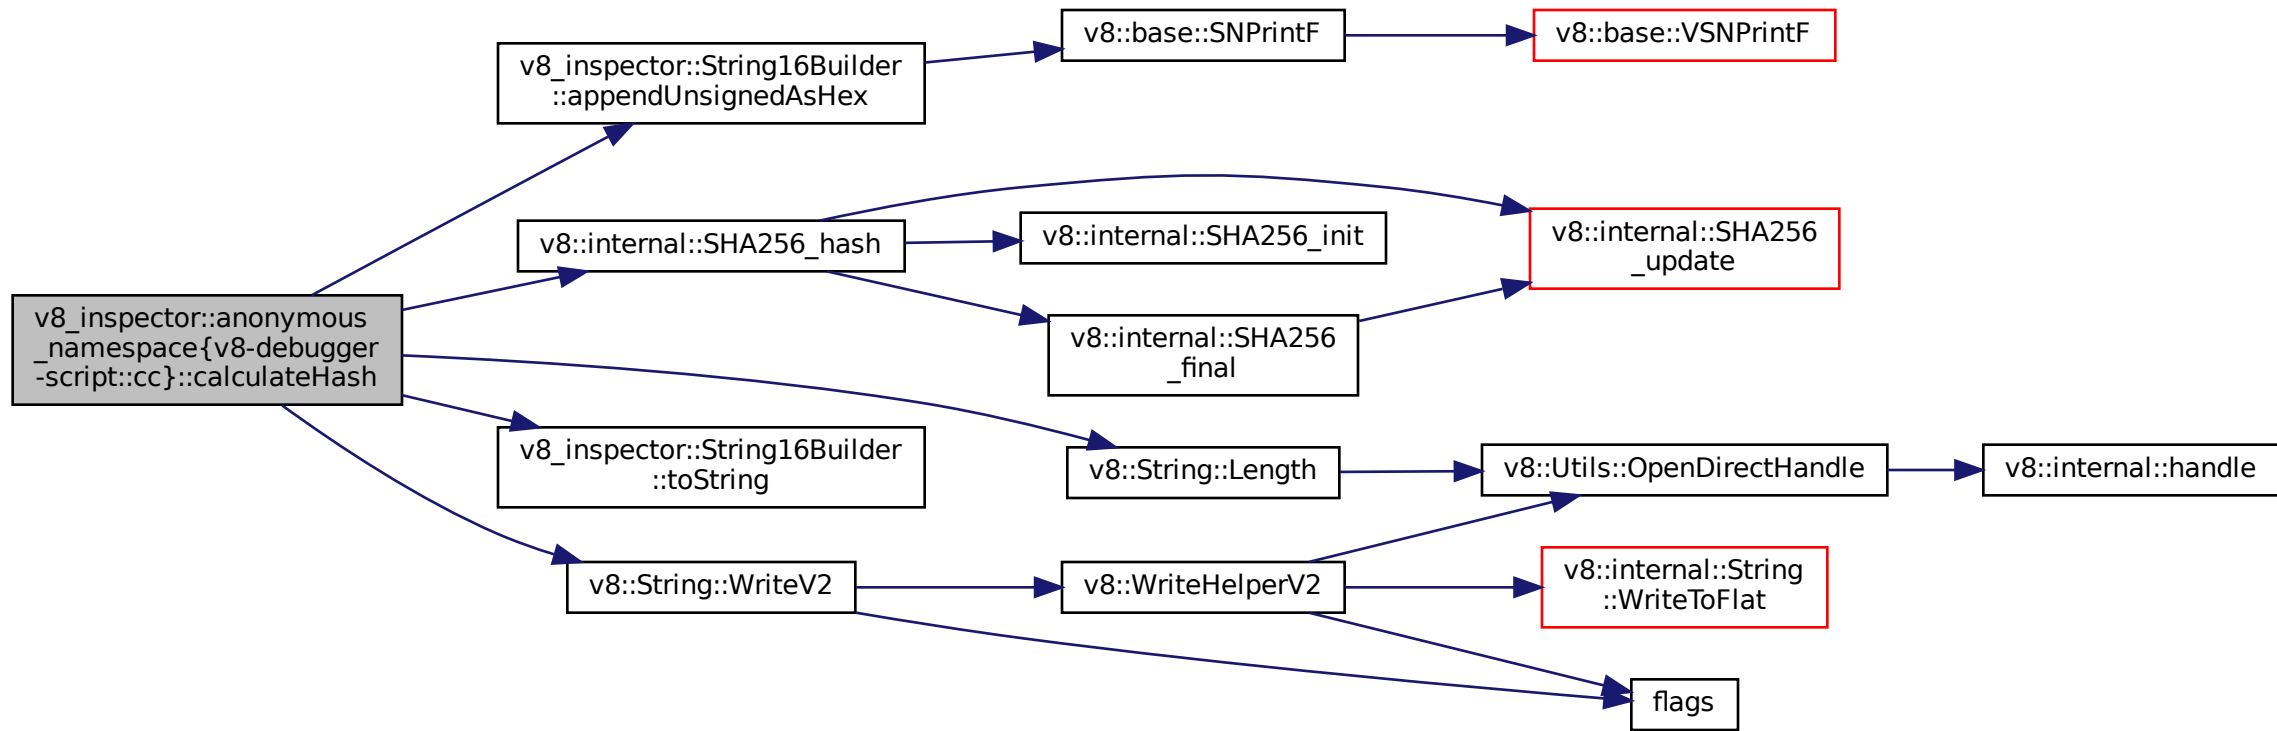 v8_inspector::anonymous
_namespace{v8-debugger
-script::cc}::calculateHash
v8_inspector::String16Builder
::appendUnsignedAsHex
v8::base::SNPrintF
v8::base::VSNPrintF
v8::internal::SHA256_hash
v8::internal::SHA256_init
v8::internal::SHA256
_update
v8::internal::SHA256
_final
v8_inspector::String16Builder
::toString
v8::String::Length
v8::Utils::OpenDirectHandle
v8::internal::handle
v8::String::WriteV2
v8::WriteHelperV2
v8::internal::String
::WriteToFlat
flags